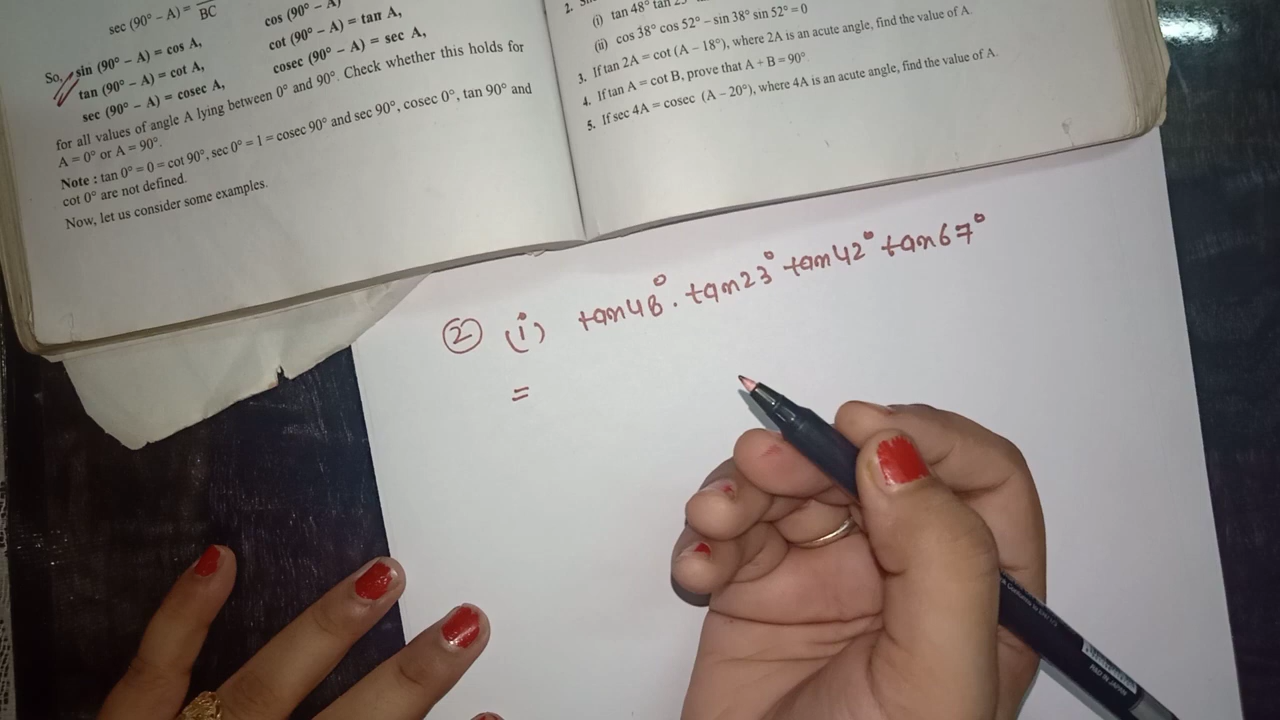 sec (90° – A) =
BC
cos (90° – A)
So, sin (90° – A) = cos A,
cot (90° – A) = tan A,
tan (90° – A) = cot A,
cosec (90° – A) = sec A,
sec (90° – A) = cosec A,
for all values of angle A lying between 0° and 90°. Check whether this holds for
A = 0° or A = 90°.
Note : tan 0° = 0 = cot 90°, sec 0° = 1 = cosec 90° and sec 90°, cosec 0°, tan 90° and
cot 0° are not defined.
Now, let us consider some examples.
2.
(i) tan 48° tan 23°
(ii) cos 38° cos 52° – sin 38° sin 52° = 0
3. If tan 2A = cot (A – 18°), where 2A is an acute angle, find the value of A.
4. If tan A = cot B, prove that A + B = 90°.
5. If sec 4A = cosec (A – 20°), where 4A is an acute angle, find the value of A.
2 (i) tan48°. tan23° tan42° tan67°
=